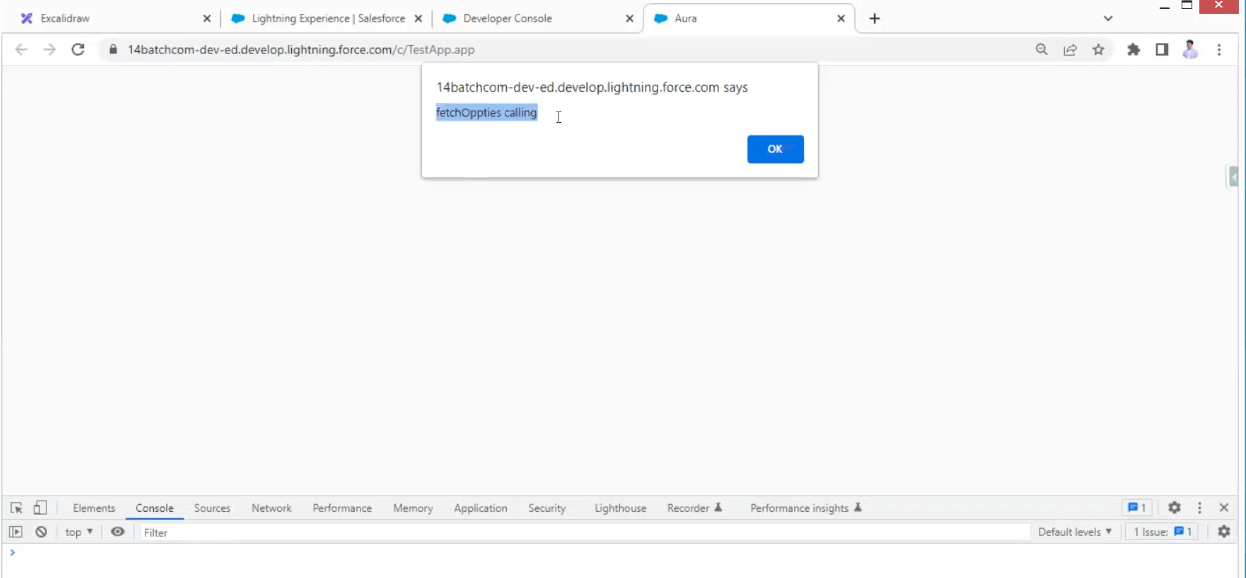 Excalidraw
Lightning Experience | Salesforce
Developer Console
Aura
14batchcom-dev-ed.develop.lightning.force.com/c/TestApp.app
14batchcom-dev-ed.develop.lightning.force.com says
fetchOppties calling
OK
Elements Console Sources Network Performance Memory Application Security Lighthouse Recorder Performance insights 1
top Filter Default levels 1 Issue: 1